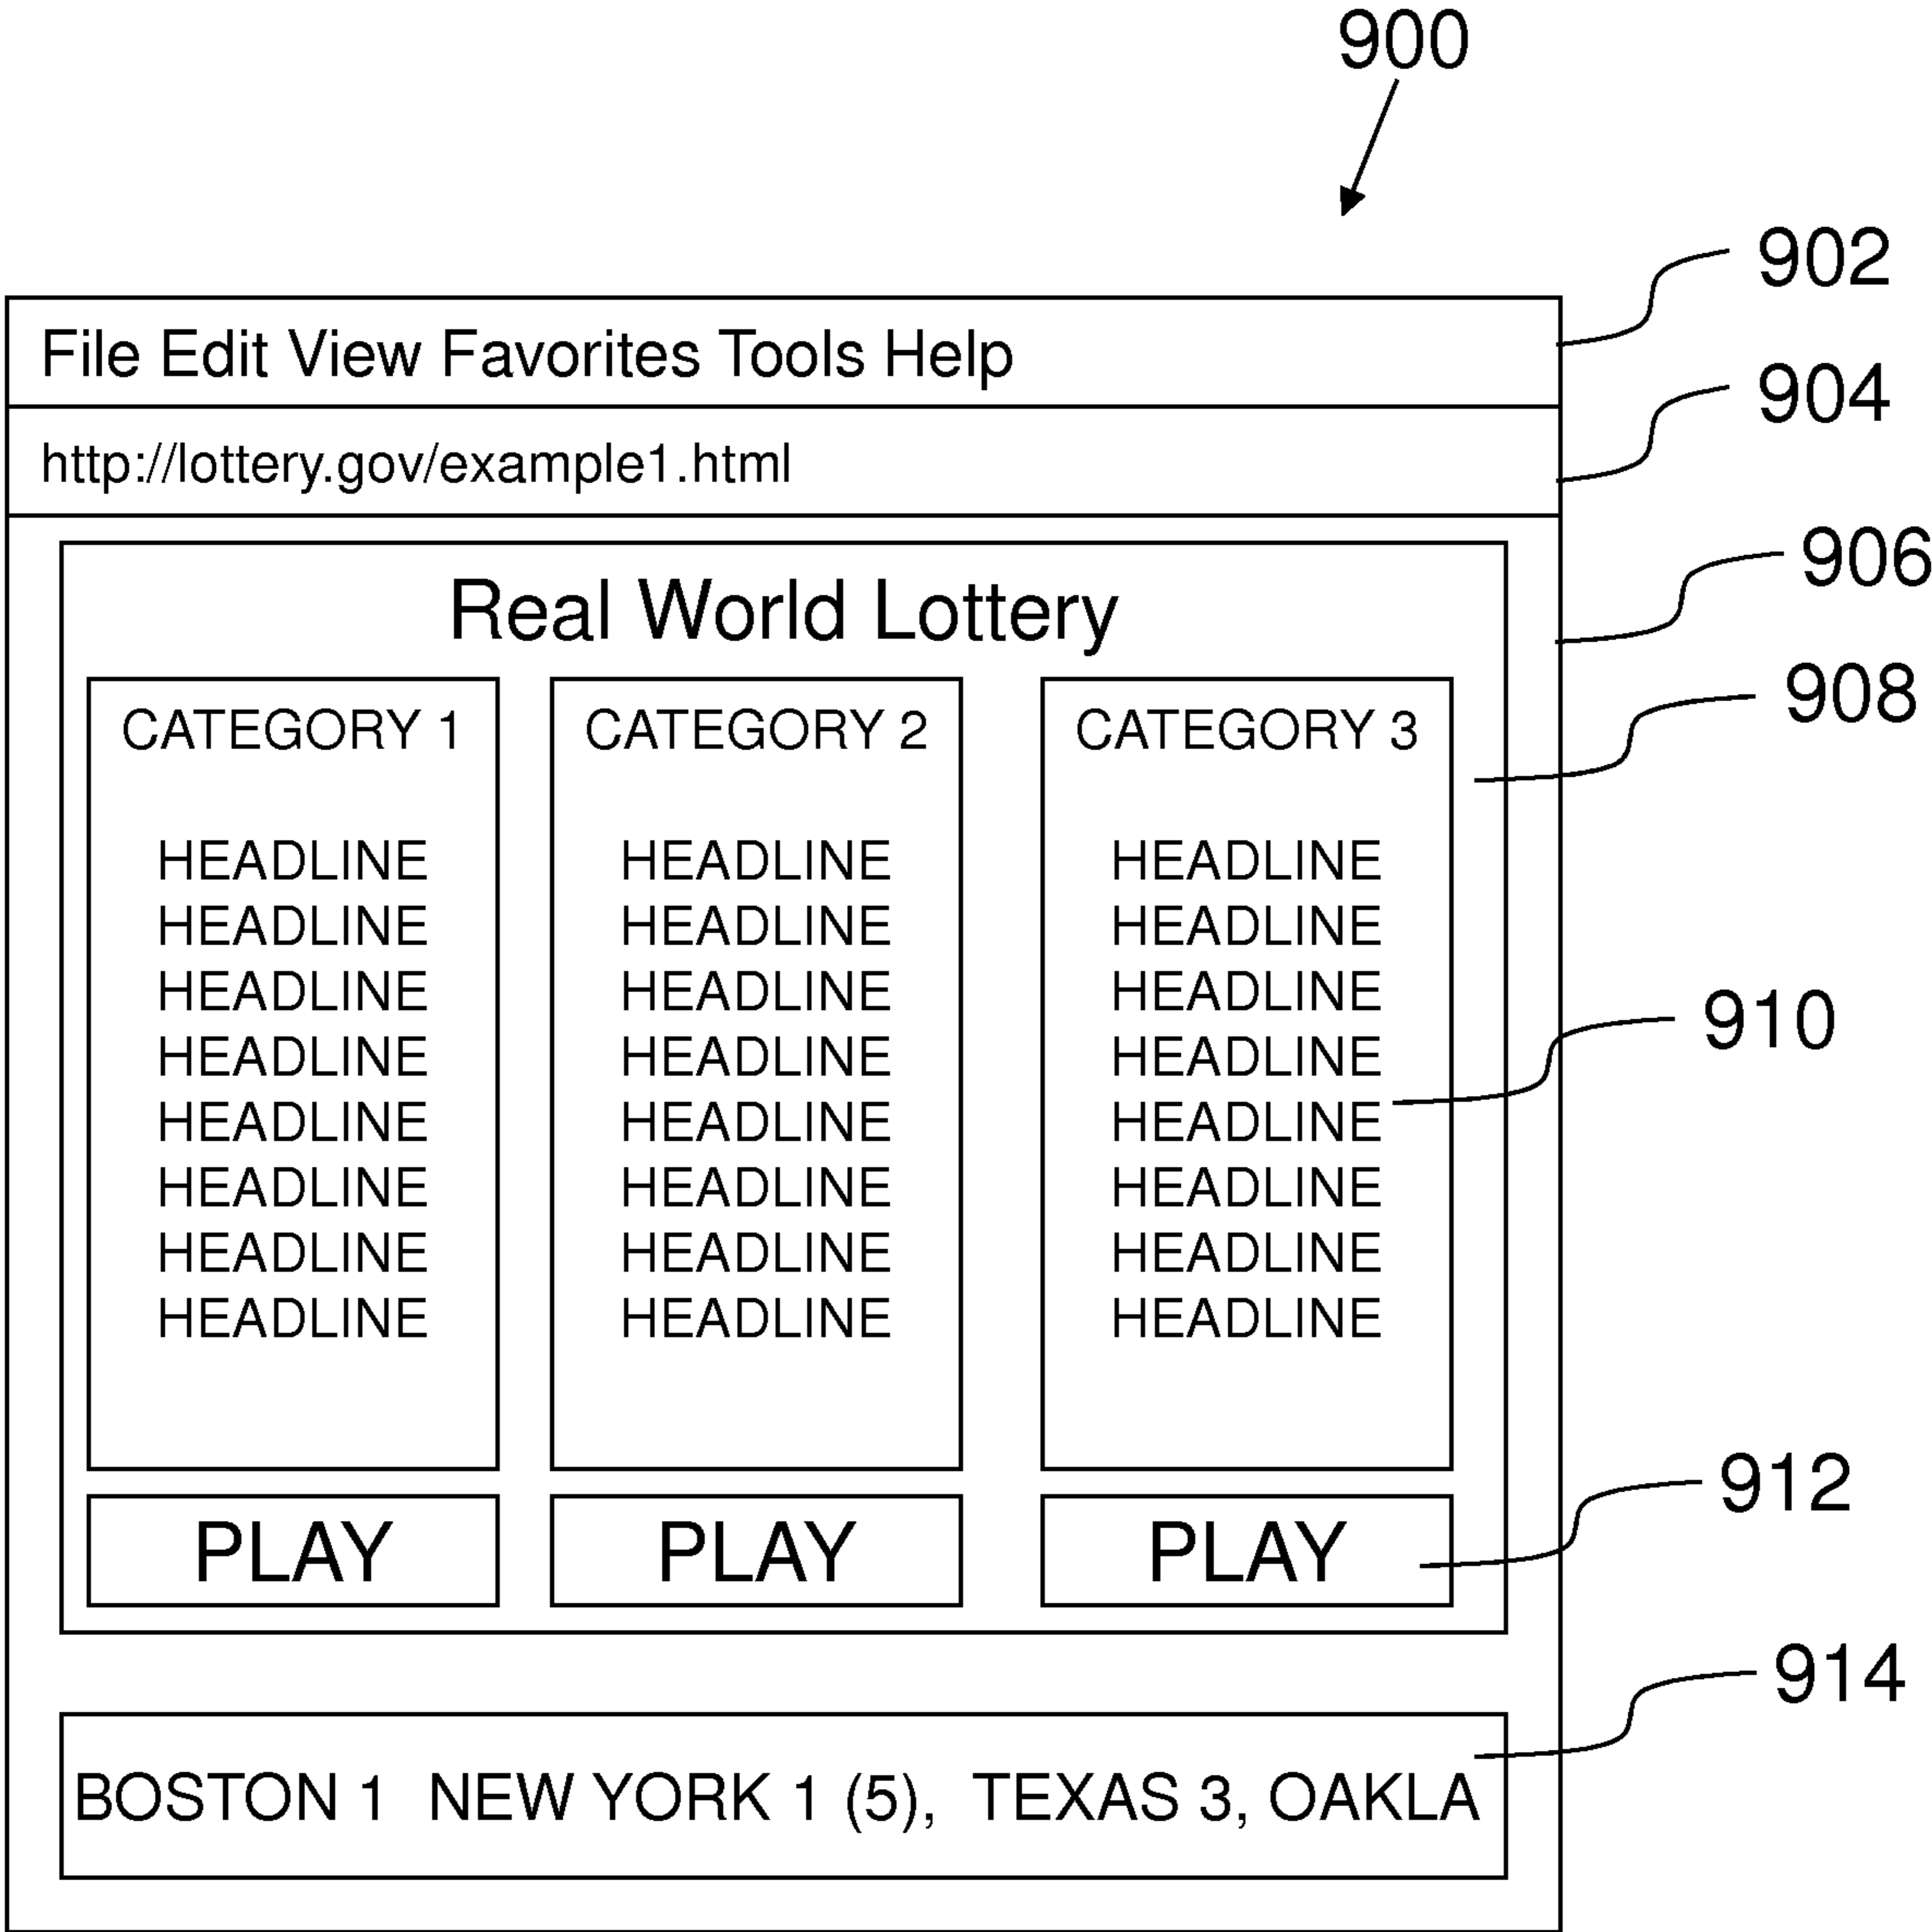 900
902
File Edit View Favorites Tools Help
904
http://lottery.gov/example1.html
906
Real World Lottery
908
CATEGORY 1 CATEGORY 2 CATEGORY 3
HEADLINE HEADLINE HEADLINE
HEADLINE HEADLINE HEADLINE
HEADLINE HEADLINE HEADLINE
910
HEADLINE HEADLINE HEADLINE
HEADLINE HEADLINE HEADLINE
HEADLINE HEADLINE HEADLINE
HEADLINE HEADLINE HEADLINE
HEADLINE HEADLINE HEADLINE
912
PLAY PLAY PLAY
914
BOSTON 1 NEW YORK 1 (5), TEXAS 3, OAKLA